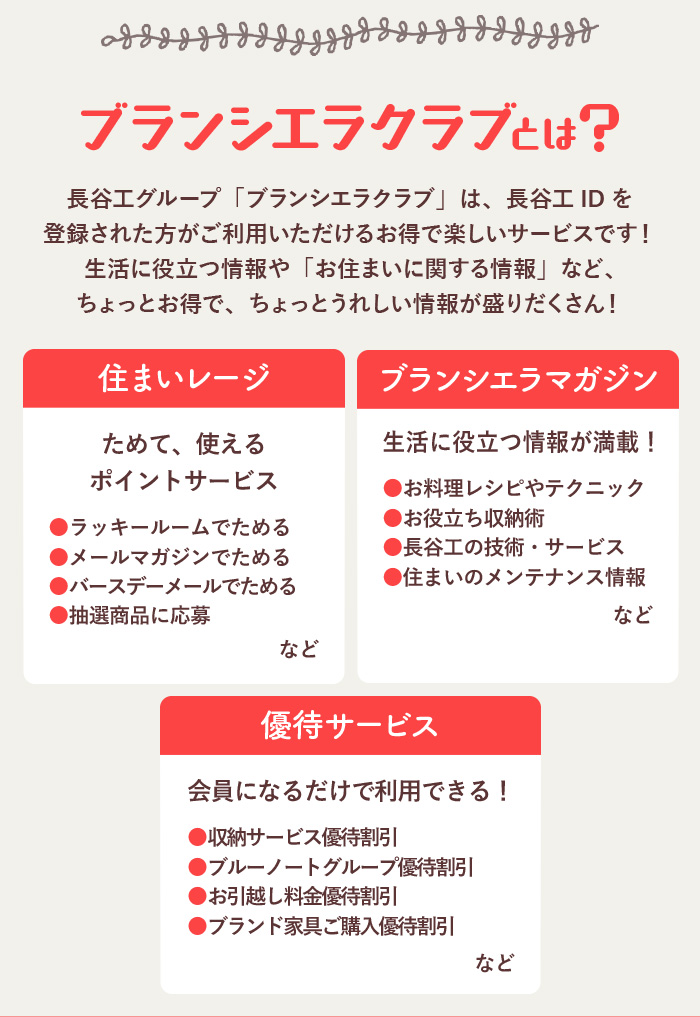 ブランシエラクラブとは?
長谷工グループ「ブランシエラクラブ」は、長谷工 ID を
登録された方がご利用いただけるお得で楽しいサービスです!
生活に役立つ情報や「お住まいに関する情報」など、
ちょっとお得で、ちょっとうれしい情報が盛りだくさん!
住まいレージ
ためて、使える
ポイントサービス
●ラッキールームでためる
●メールマガジンでためる
●バースデーメールでためる
●抽選商品に応募
など
ブランシエラマガジン
生活に役立つ情報が満載!
●お料理レシピやテクニック
●お役立ち収納術
●長谷工の技術・サービス
●住まいのメンテナンス情報
など
優待サービス
会員になるだけで利用できる!
●収納サービス優待割引
●ブルーノートグループ優待割引
●お引越し料金優待割引
●ブランド家具ご購入優待割引
など